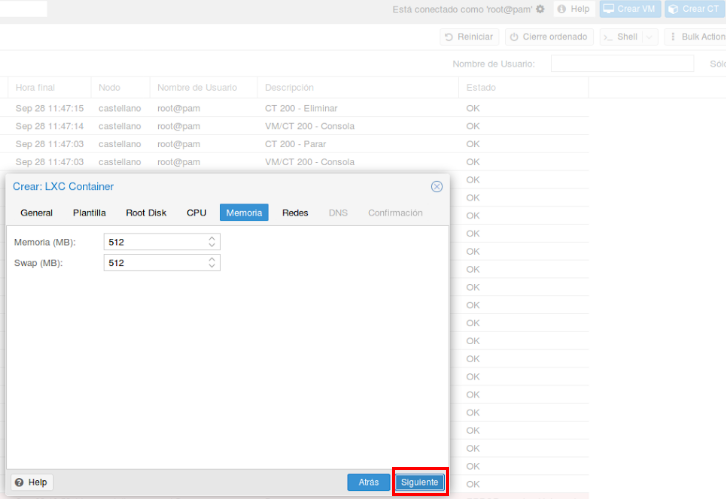 Está conectado como 'root@pam' Help Crear VM Crear CT
Reiniciar Cierre ordenado >_ Shell Bulk Action
Nombre de Usuario: Sól
Hora final Nodo Nombre de Usuario Descripción Estado
Sep 28 11:47:15 castellano root@pam CT 200 - Eliminar OK
Sep 28 11:47:14 castellano root@pam VM/CT 200 - Consola OK
Sep 28 11:47:03 castellano root@pam CT 200 - Parar OK
Sep 28 11:47:03 castellano root@pam VM/CT 200 - Consola OK
OK
Crear: LXC Container
OK
General Plantilla Root Disk CPU Memoria Redes DNS Confirmación
OK
Memoria (MB): 512
OK
Swap (MB): 512
OK
OK
OK
OK
OK
OK
OK
OK
OK
OK
OK
OK
OK
Help Atrás Siguiente
OK